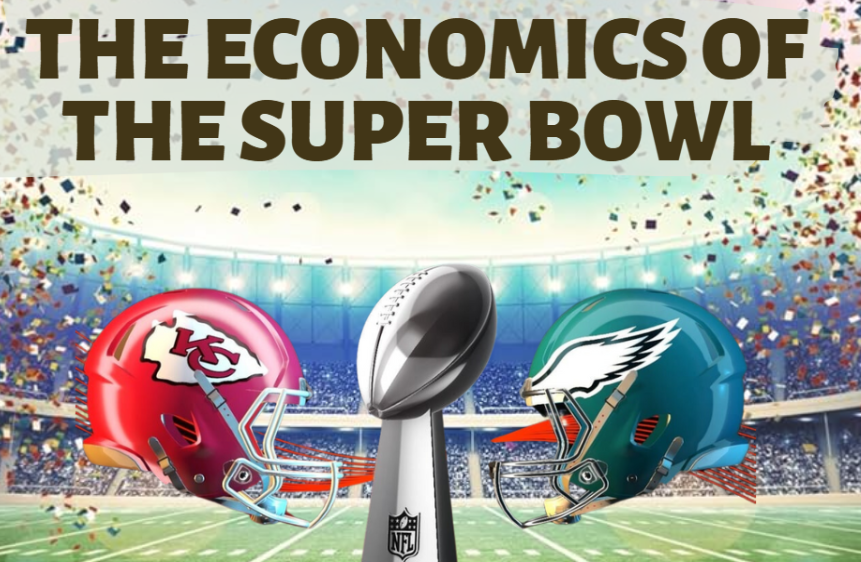 THE ECONOMICS OF
THE SUPER BOWL
KC
NFL